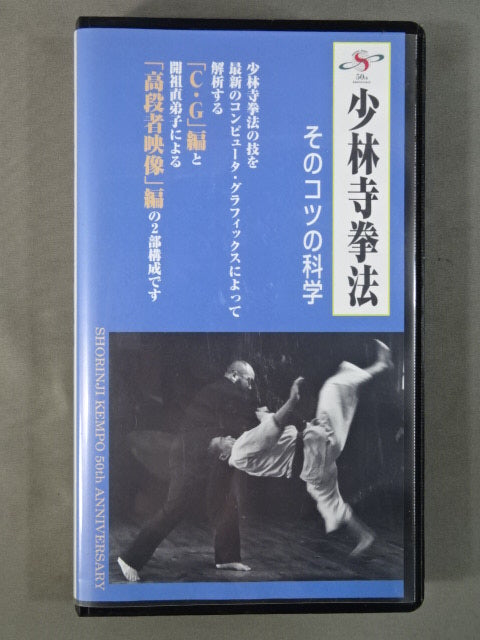 50th
少林寺拳法
そのコツの科学
少林寺拳法の技を
最新のコンピュータ・グラフィックスによって
解析する
「C・G」編と
開祖直弟子による
「高段者映像」編の2部構成です
SHORINJI KEMPO 50th ANNIVERSARY